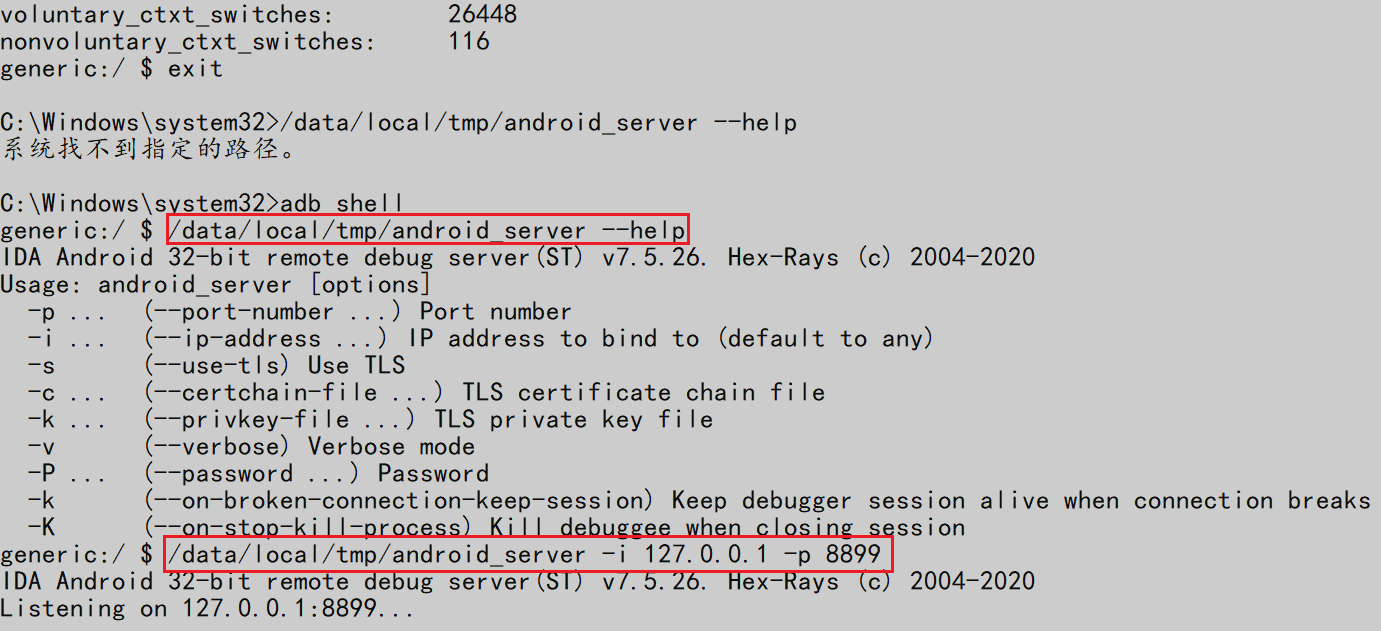 voluntary_ctxt_switches:        26448
nonvoluntary_ctxt_switches:     116
generic:/ $ exit
C:\Windows\system32>/data/local/tmp/android_server --help
系统找不到指定的路径。
C:\Windows\system32>adb shell
generic:/ $ /data/local/tmp/android_server --help
IDA Android 32-bit remote debug server(ST) v7.5.26. Hex-Rays (c) 2004-2020
Usage: android_server [options]
  -p ...  (--port-number ...) Port number
  -i ...  (--ip-address ...) IP address to bind to (default to any)
  -s      (--use-tls) Use TLS
  -c ...  (--certchain-file ...) TLS certificate chain file
  -k ...  (--privkey-file ...) TLS private key file
  -v      (--verbose) Verbose mode
  -P ...  (--password ...) Password
  -k      (--on-broken-connection-keep-session) Keep debugger session alive when connection breaks
  -K      (--on-stop-kill-process) Kill debuggee when closing session
generic:/ $ /data/local/tmp/android_server -i 127.0.0.1 -p 8899
IDA Android 32-bit remote debug server(ST) v7.5.26. Hex-Rays (c) 2004-2020
Listening on 127.0.0.1:8899...